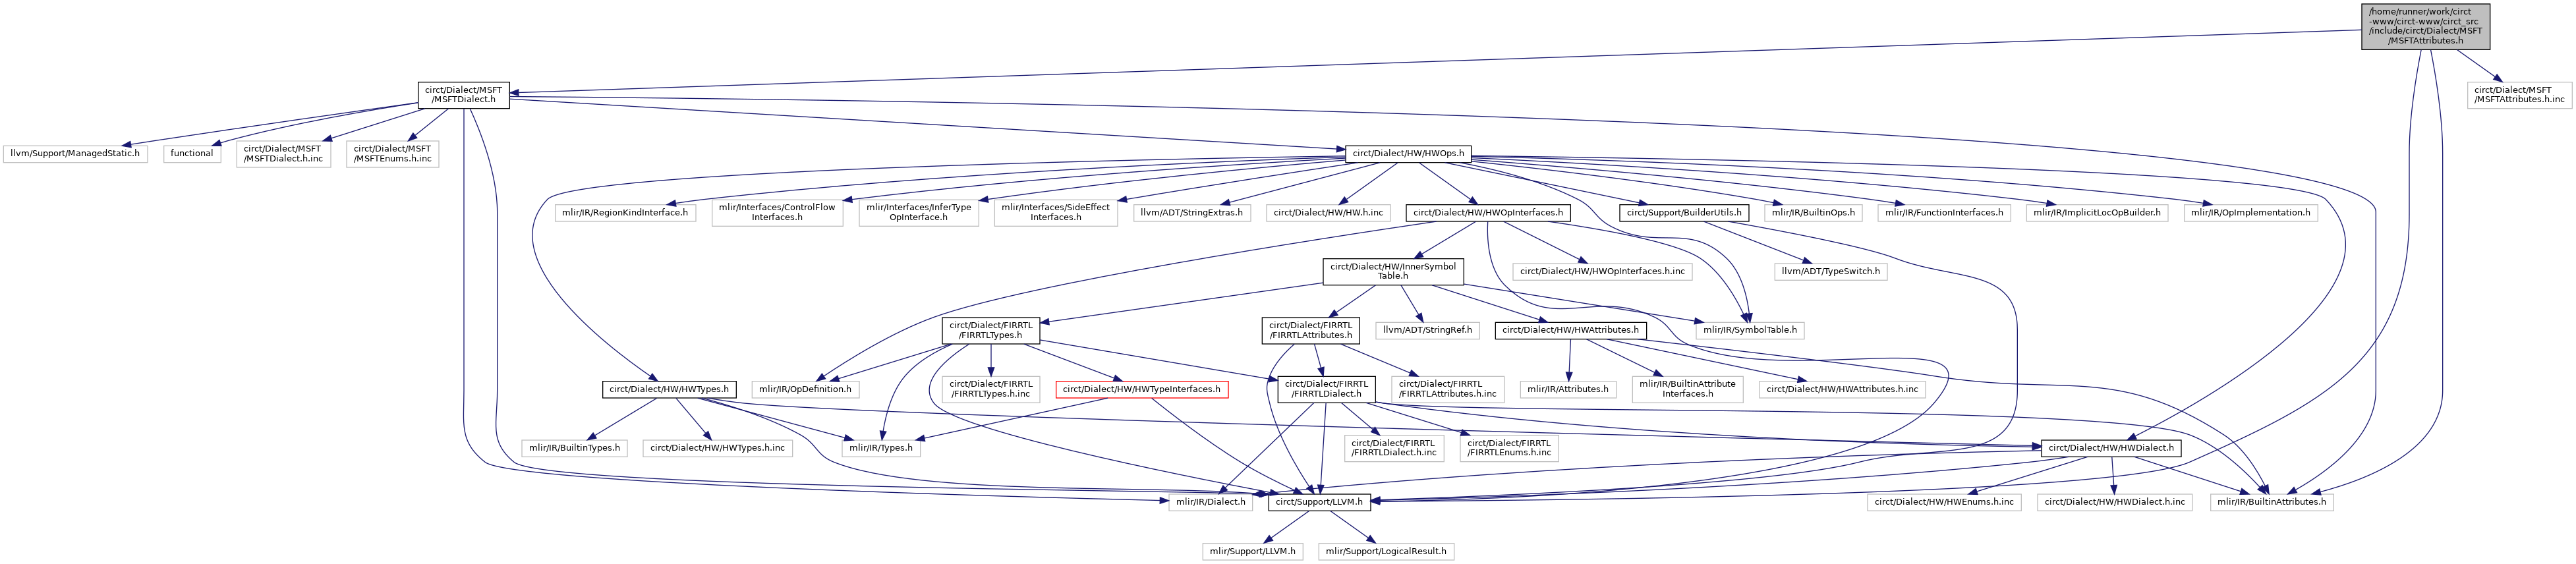 /home/runner/work/circt
-www/circt-www/circt_src
/include/circt/Dialect/MSFT
/MSFTAttributes.h
circt/Dialect/MSFT
/MSFTDialect.h
circt/Dialect/MSFT
/MSFTAttributes.h.inc
llvm/Support/ManagedStatic.h
functional
circt/Dialect/MSFT
/MSFTDialect.h.inc
circt/Dialect/MSFT
/MSFTEnums.h.inc
circt/Dialect/HW/HWOps.h
mlir/IR/RegionKindInterface.h
mlir/Interfaces/ControlFlow
Interfaces.h
mlir/Interfaces/InferType
OpInterface.h
mlir/Interfaces/SideEffect
Interfaces.h
llvm/ADT/StringExtras.h
circt/Dialect/HW/HW.h.inc
circt/Dialect/HW/HWOpInterfaces.h
circt/Support/BuilderUtils.h
mlir/IR/BuiltinOps.h
mlir/IR/FunctionInterfaces.h
mlir/IR/ImplicitLocOpBuilder.h
mlir/IR/OpImplementation.h
circt/Dialect/HW/InnerSymbol
Table.h
circt/Dialect/HW/HWOpInterfaces.h.inc
llvm/ADT/TypeSwitch.h
circt/Dialect/FIRRTL
/FIRRTLTypes.h
circt/Dialect/FIRRTL
/FIRRTLAttributes.h
llvm/ADT/StringRef.h
circt/Dialect/HW/HWAttributes.h
mlir/IR/SymbolTable.h
circt/Dialect/HW/HWTypes.h
mlir/IR/OpDefinition.h
circt/Dialect/FIRRTL
/FIRRTLTypes.h.inc
circt/Dialect/HW/HWTypeInterfaces.h
circt/Dialect/FIRRTL
/FIRRTLDialect.h
circt/Dialect/FIRRTL
/FIRRTLAttributes.h.inc
mlir/IR/Attributes.h
mlir/IR/BuiltinAttribute
Interfaces.h
circt/Dialect/HW/HWAttributes.h.inc
mlir/IR/BuiltinTypes.h
circt/Dialect/HW/HWTypes.h.inc
mlir/IR/Types.h
circt/Dialect/FIRRTL
/FIRRTLDialect.h.inc
circt/Dialect/FIRRTL
/FIRRTLEnums.h.inc
circt/Dialect/HW/HWDialect.h
mlir/IR/Dialect.h
circt/Support/LLVM.h
circt/Dialect/HW/HWEnums.h.inc
circt/Dialect/HW/HWDialect.h.inc
mlir/IR/BuiltinAttributes.h
mlir/Support/LLVM.h
mlir/Support/LogicalResult.h